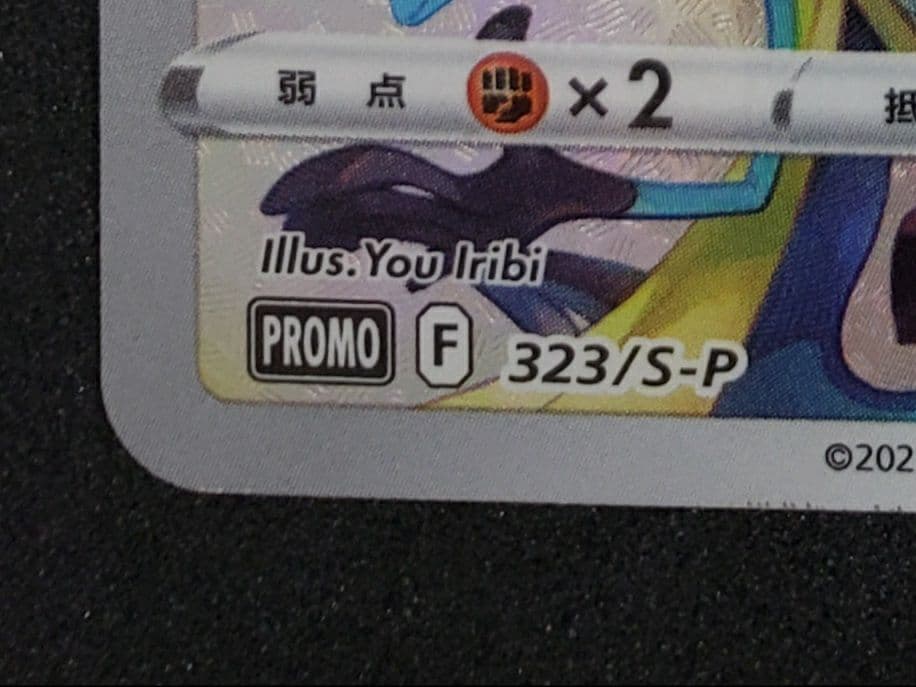 弱点 ×2
Illus.You Iribi
PROMO F 323/S-P